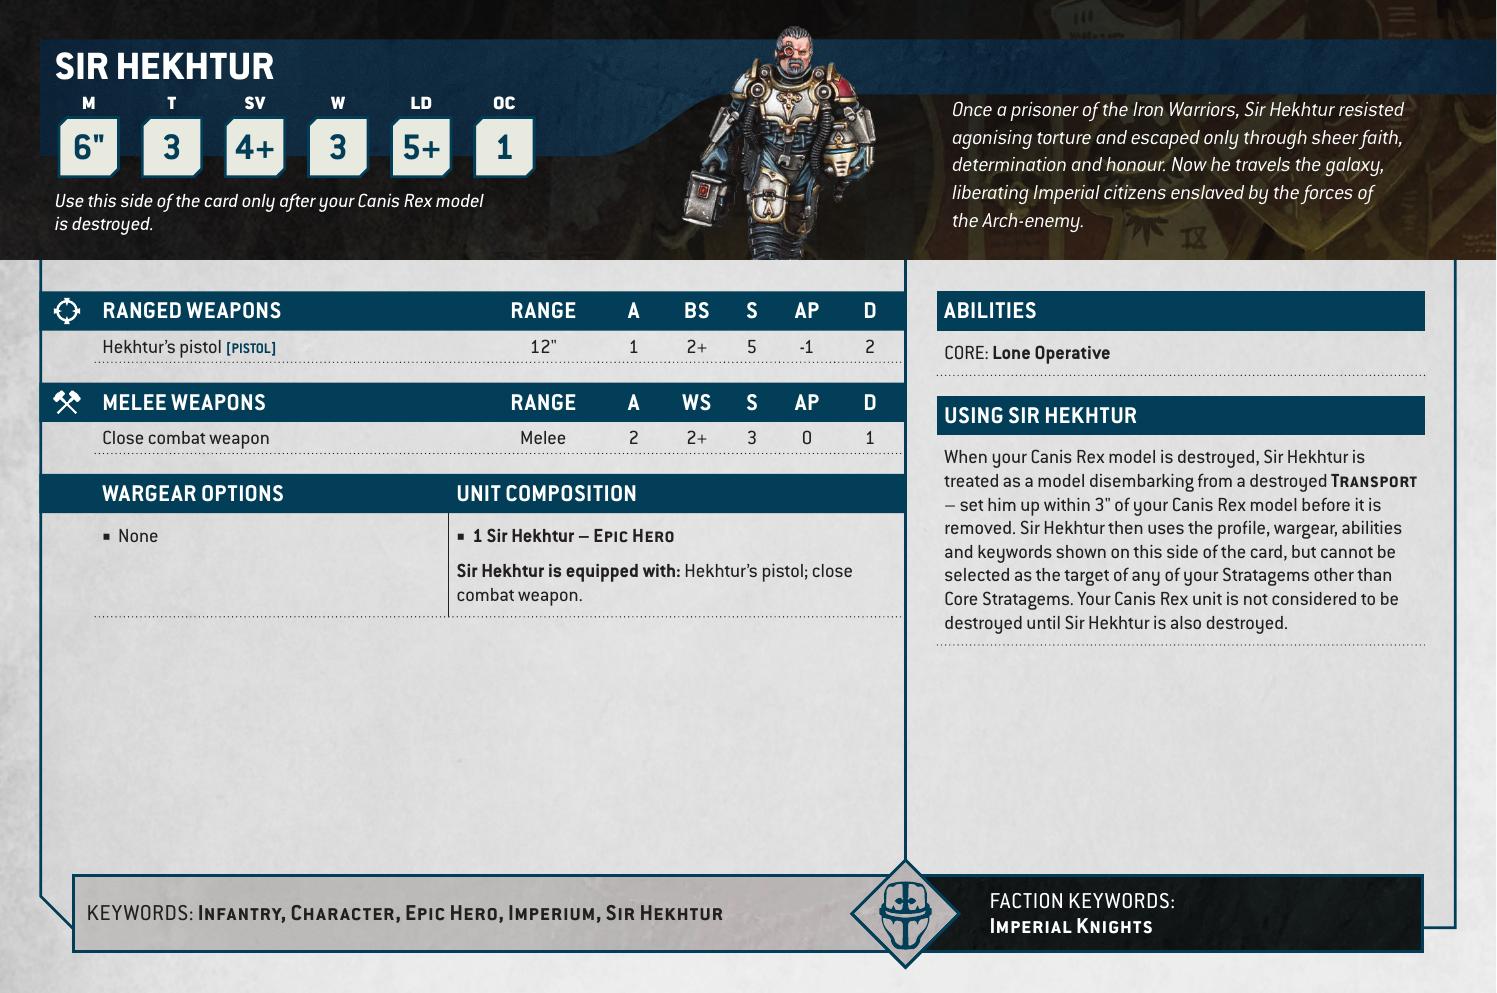 SIR HEKHTUR
M T SV W LD OC
6" 3 4+ 3 5+ 1
Use this side of the card only after your Canis Rex model
is destroyed.
Once a prisoner of the Iron Warriors, Sir Hekhtur resisted
agonising torture and escaped only through sheer faith,
determination and honour. Now he travels the galaxy,
liberating Imperial citizens enslaved by the forces of
the Arch-enemy.
RANGED WEAPONS RANGE A BS S AP D
Hekhtur's pistol [PISTOL] 12" 1 2+ 5 -1 2
MELEE WEAPONS RANGE A WS S AP D
Close combat weapon Melee 2 2+ 3 0 1
WARGEAR OPTIONS
▪ None
UNIT COMPOSITION
▪ 1 Sir Hekhtur – EPIC HERO
Sir Hekhtur is equipped with: Hekhtur's pistol; close
combat weapon.
ABILITIES
CORE: Lone Operative
USING SIR HEKHTUR
When your Canis Rex model is destroyed, Sir Hekhtur is
treated as a model disembarking from a destroyed TRANSPORT
– set him up within 3" of your Canis Rex model before it is
removed. Sir Hekhtur then uses the profile, wargear, abilities
and keywords shown on this side of the card, but cannot be
selected as the target of any of your Stratagems other than
Core Stratagems. Your Canis Rex unit is not considered to be
destroyed until Sir Hekhtur is also destroyed.
KEYWORDS: INFANTRY, CHARACTER, EPIC HERO, IMPERIUM, SIR HEKHTUR
FACTION KEYWORDS:
IMPERIAL KNIGHTS